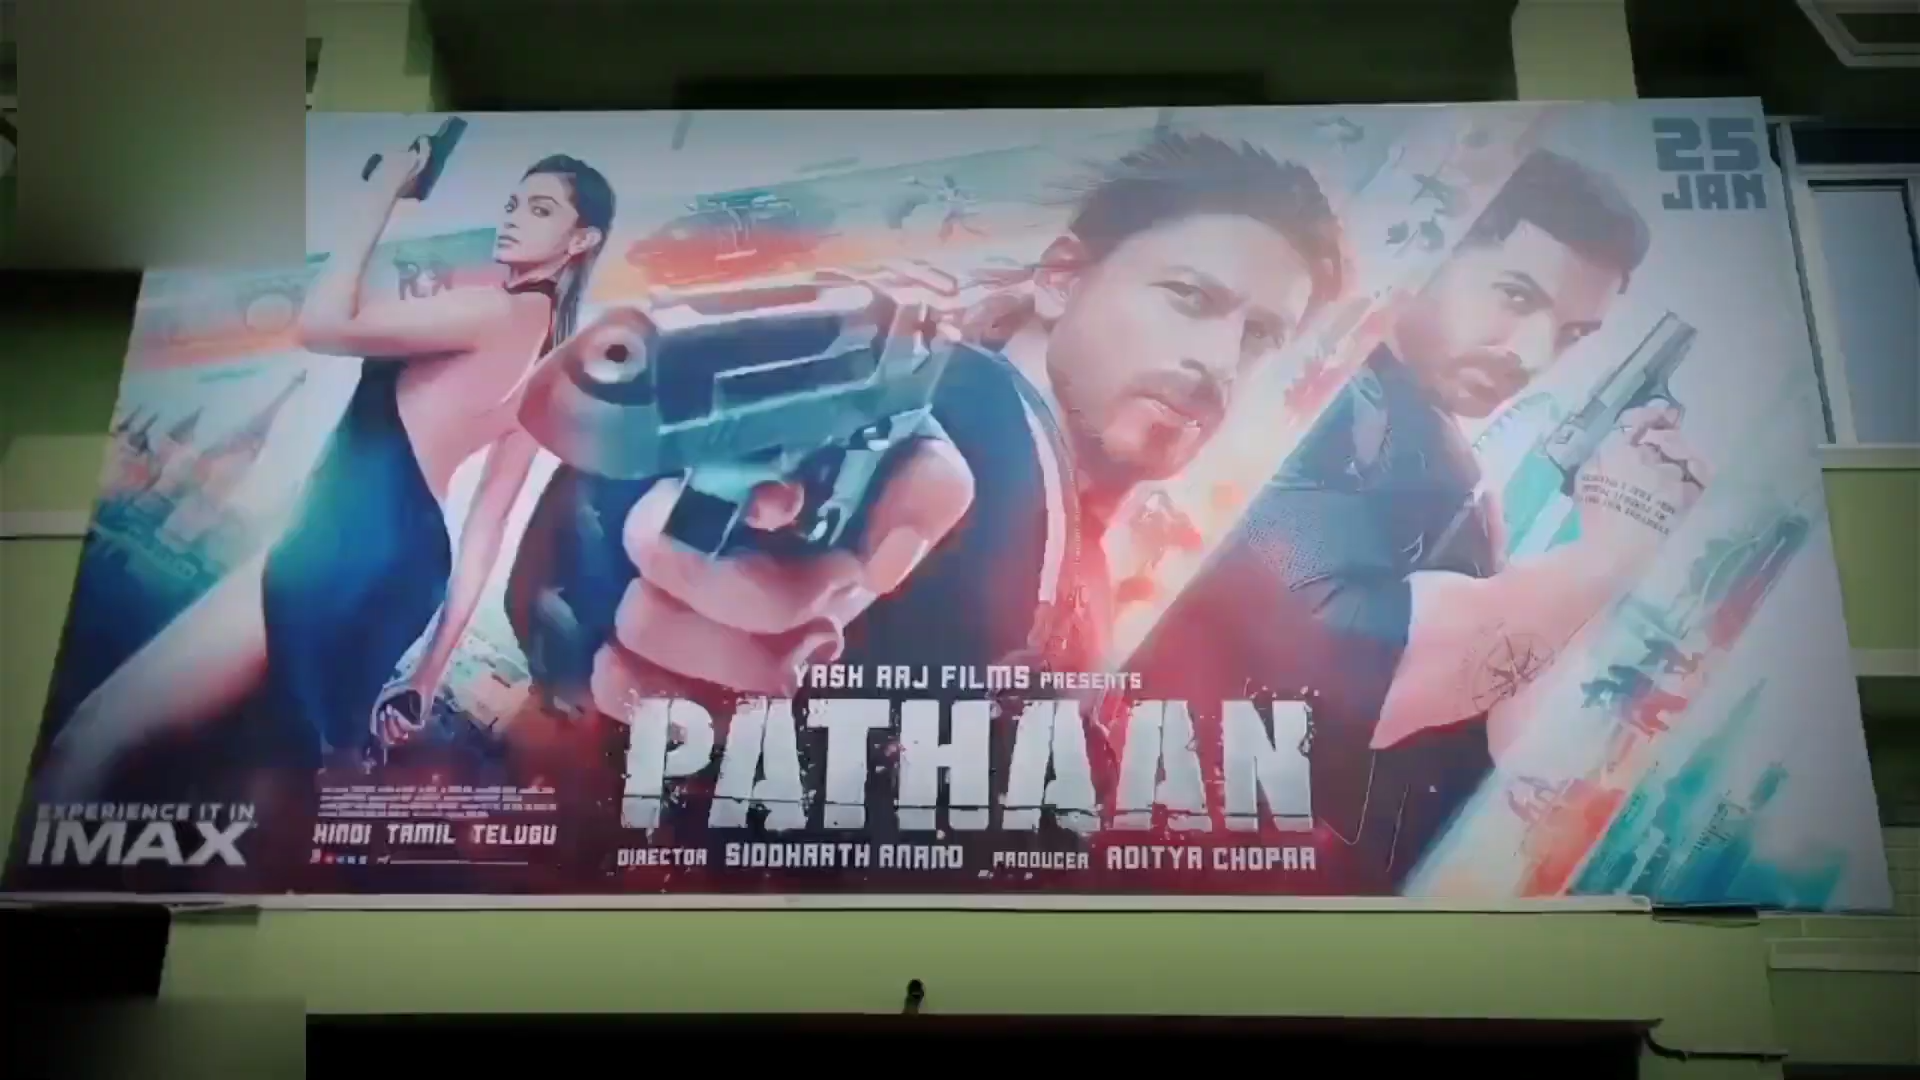 25
JAN
YASH RAJ FILMS PRESENTS
PATHAAN
EXPERIENCE IT IN
IMAX
HINDI TAMIL TELUGU
DIRECTOR SIDDHARTH ANAND PRODUCER ADITYA CHOPRA